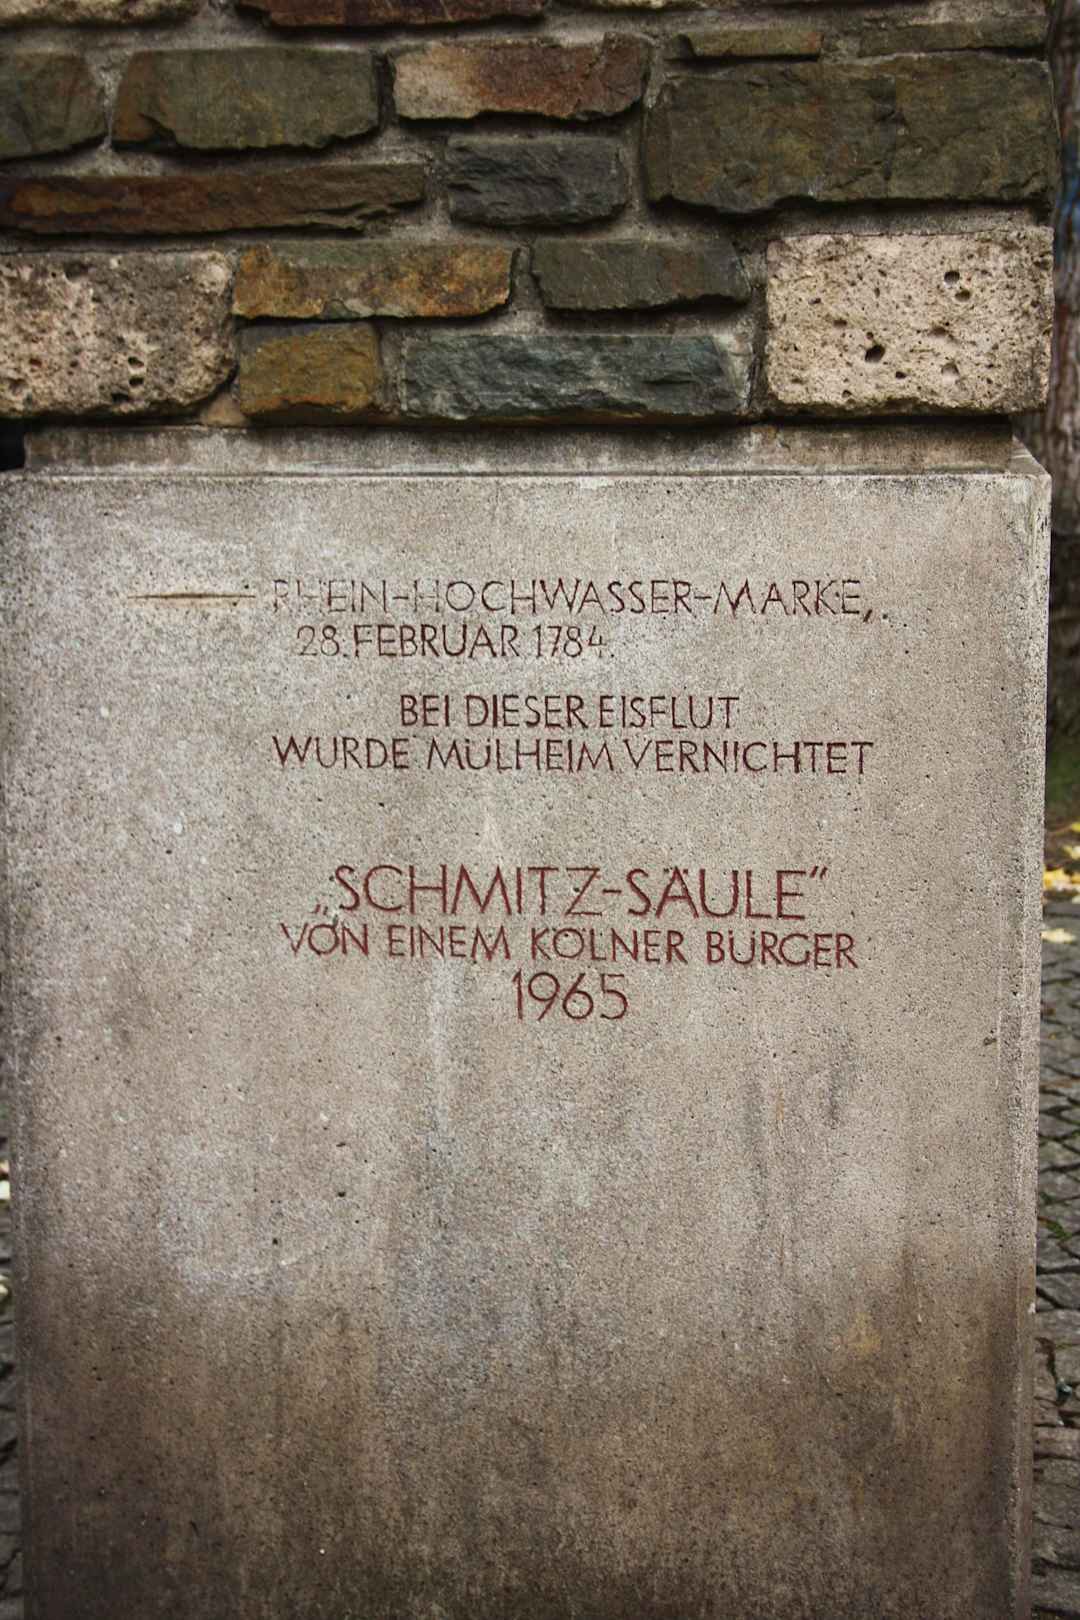 RHEIN-HOCHWASSER-MARKE,
28. FEBRUAR 1784.
BEI DIESER EISFLUT
WURDE MÜLHEIM VERNICHTET
„SCHMITZ-SÄULE"
VON EINEM KÖLNER BÜRGER
1965